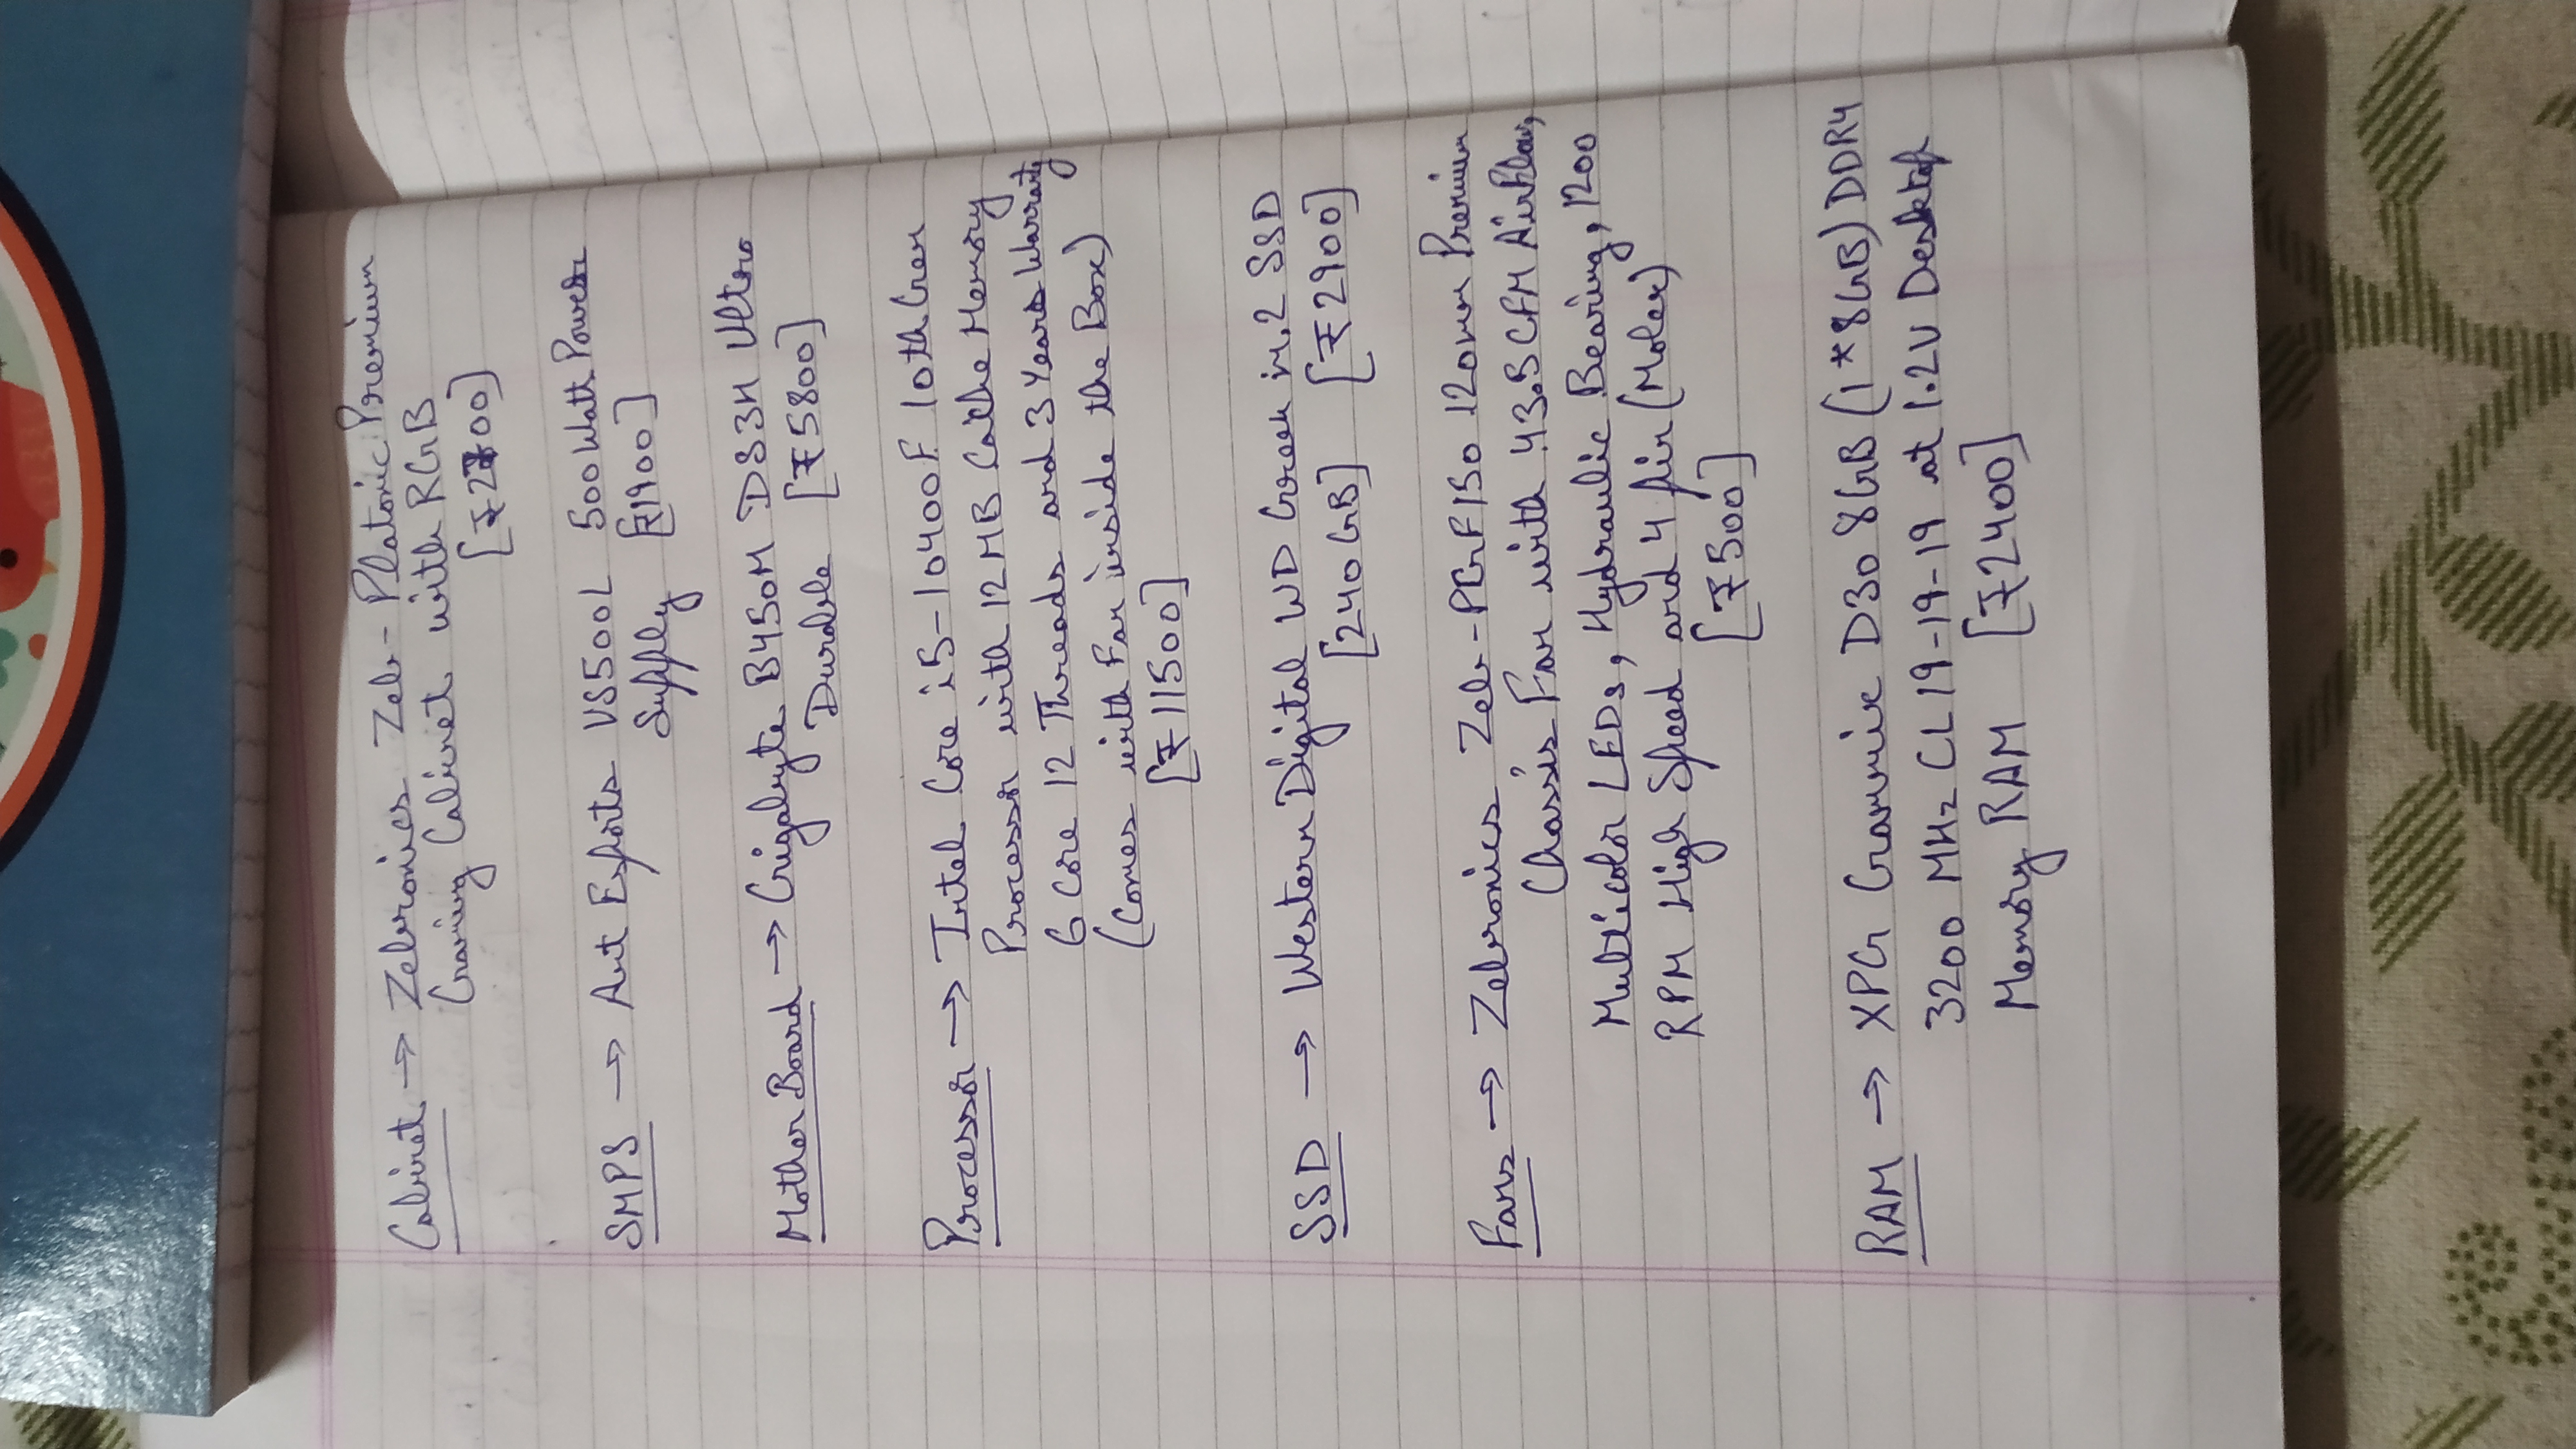 Cabinet → Zebronics Zeb-Platonic Premium
Gaming Cabinet with RGB
[₹2700]
SMPS → Ant Esports VS500L 500 Watt Power
Supply [₹1900]
Mother Board → Gigabyte B450M DS3H Ultra
Durable [₹5800]
Processor → Intel Core i5-10400F 10th Gen
Processor with 12MB Cache Memory
6 Core 12 Threads and 3 Years Warranty
(Comes with Fan inside the Box)
[₹11500]
SSD → Western Digital WD Green m.2 SSD
[240GB] [₹2900]
Fans → Zebronics Zeb-PGF150 120mm Premium
Chassis Fan with 43.5CFM Airflow,
Multicolor LEDs, Hydraulic Bearing, 1200
RPM High Speed and 4 pin (Molex)
[₹500]
RAM → XPG Gammix D30 8GB (1*8GB) DDR4
3200 MHz CL 19-19-19 at 1.2V Desktop
Memory RAM [₹2400]